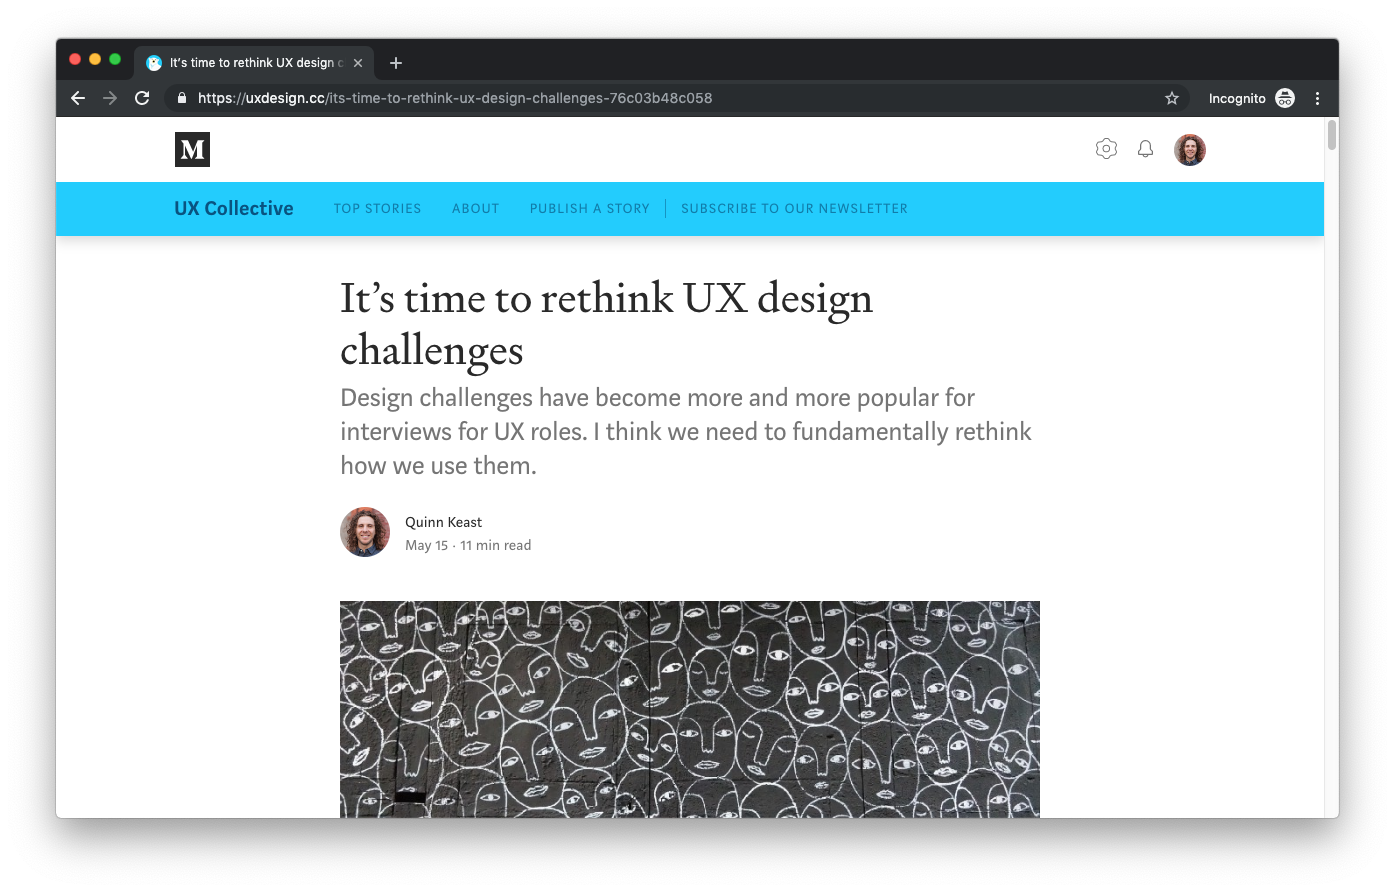 It's time to rethink UX design c
https://uxdesign.cc/its-time-to-rethink-ux-design-challenges-76c03b48c058
Incognito
M
UX Collective
TOP STORIES
ABOUT
PUBLISH A STORY
SUBSCRIBE TO OUR NEWSLETTER
It’s time to rethink UX design
challenges
Design challenges have become more and more popular for
interviews for UX roles. I think we need to fundamentally rethink
how we use them.
Quinn Keast
May 15 · 11 min read